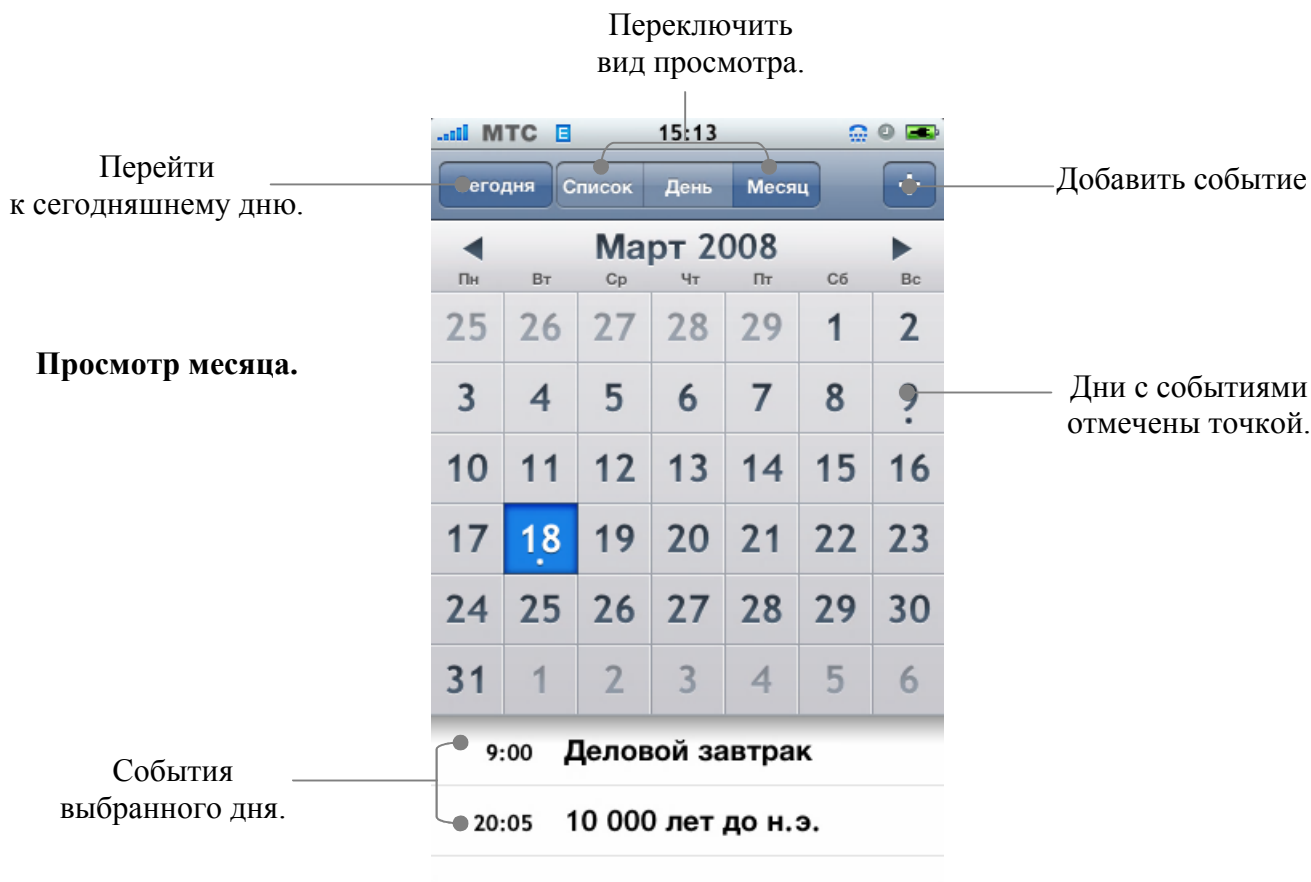 Переключить
вид просмотра.
МТС E 15:13
Перейти
к сегодняшнему дню.
Сегодня Список День Месяц
Добавить событие
Март 2008
Пн Вт Ср Чт Пт Сб Вс
25 26 27 28 29 1 2
Просмотр месяца.
3 4 5 6 7 8 9
Дни с событиями
отмечены точкой.
10 11 12 13 14 15 16
17 18 19 20 21 22 23
24 25 26 27 28 29 30
31 1 2 3 4 5 6
9:00 Деловой завтрак
События
выбранного дня.
20:05 10 000 лет до н.э.